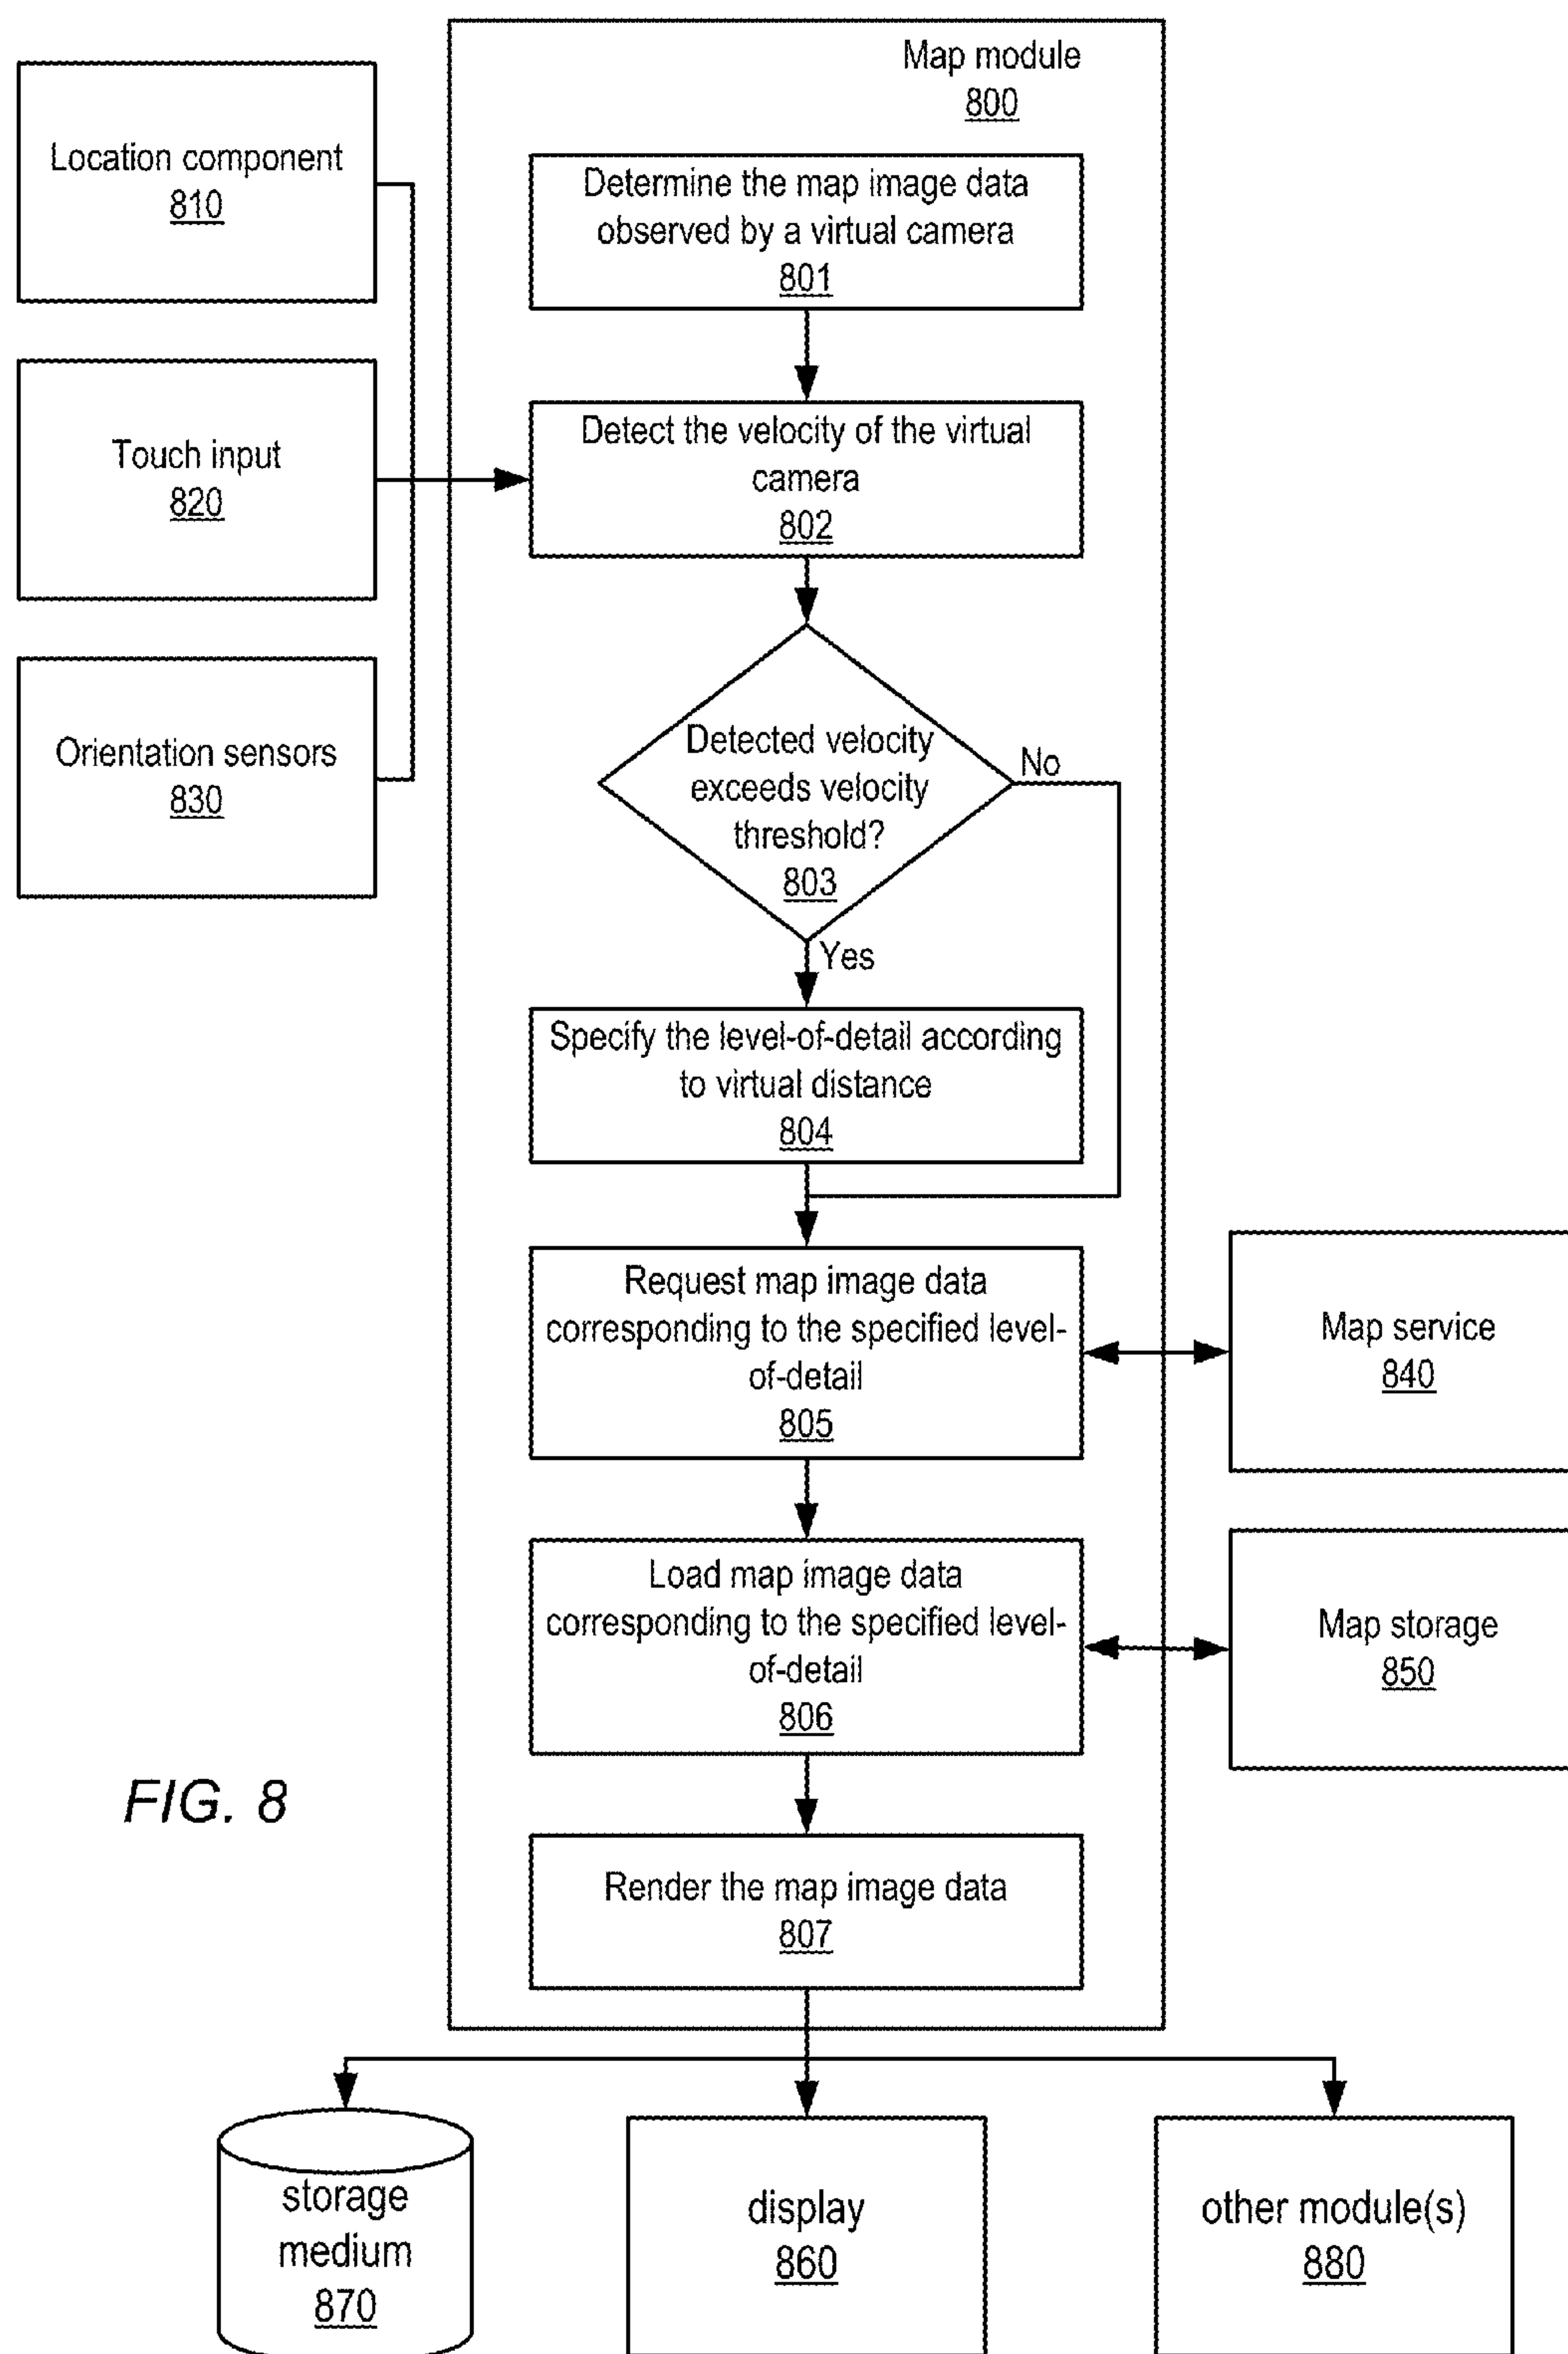 Map module
800
Location component
810
Touch input
820
Orientation sensors
830
Determine the map image data
observed by a virtual camera
801
Detect the velocity of the virtual
camera
802
Detected velocity
exceeds velocity
threshold?
803
No
Yes
Specify the level-of-detail according
to virtual distance
804
Request map image data
corresponding to the specified level-
of-detail
805
Map service
840
Load map image data
corresponding to the specified level-
of-detail
806
Map storage
850
FIG. 8
Render the map image data
807
storage
medium
870
display
860
other module(s)
880